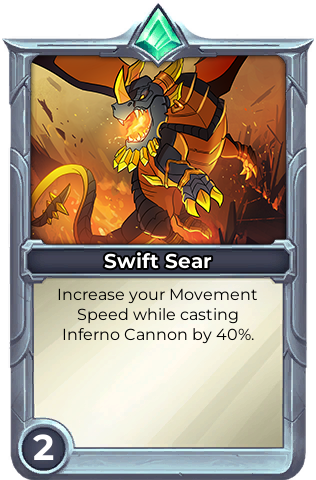 Swift Sear
Increase your Movement
Speed while casting
Inferno Cannon by 40%.
2